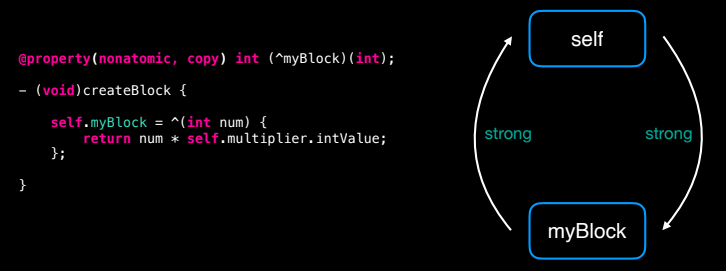 @property(nonatomic, copy) int (^myBlock)(int);
- (void)createBlock {
self.myBlock = ^(int num) {
return num * self.multiplier.intValue;
};
}
self
strong
strong
myBlock